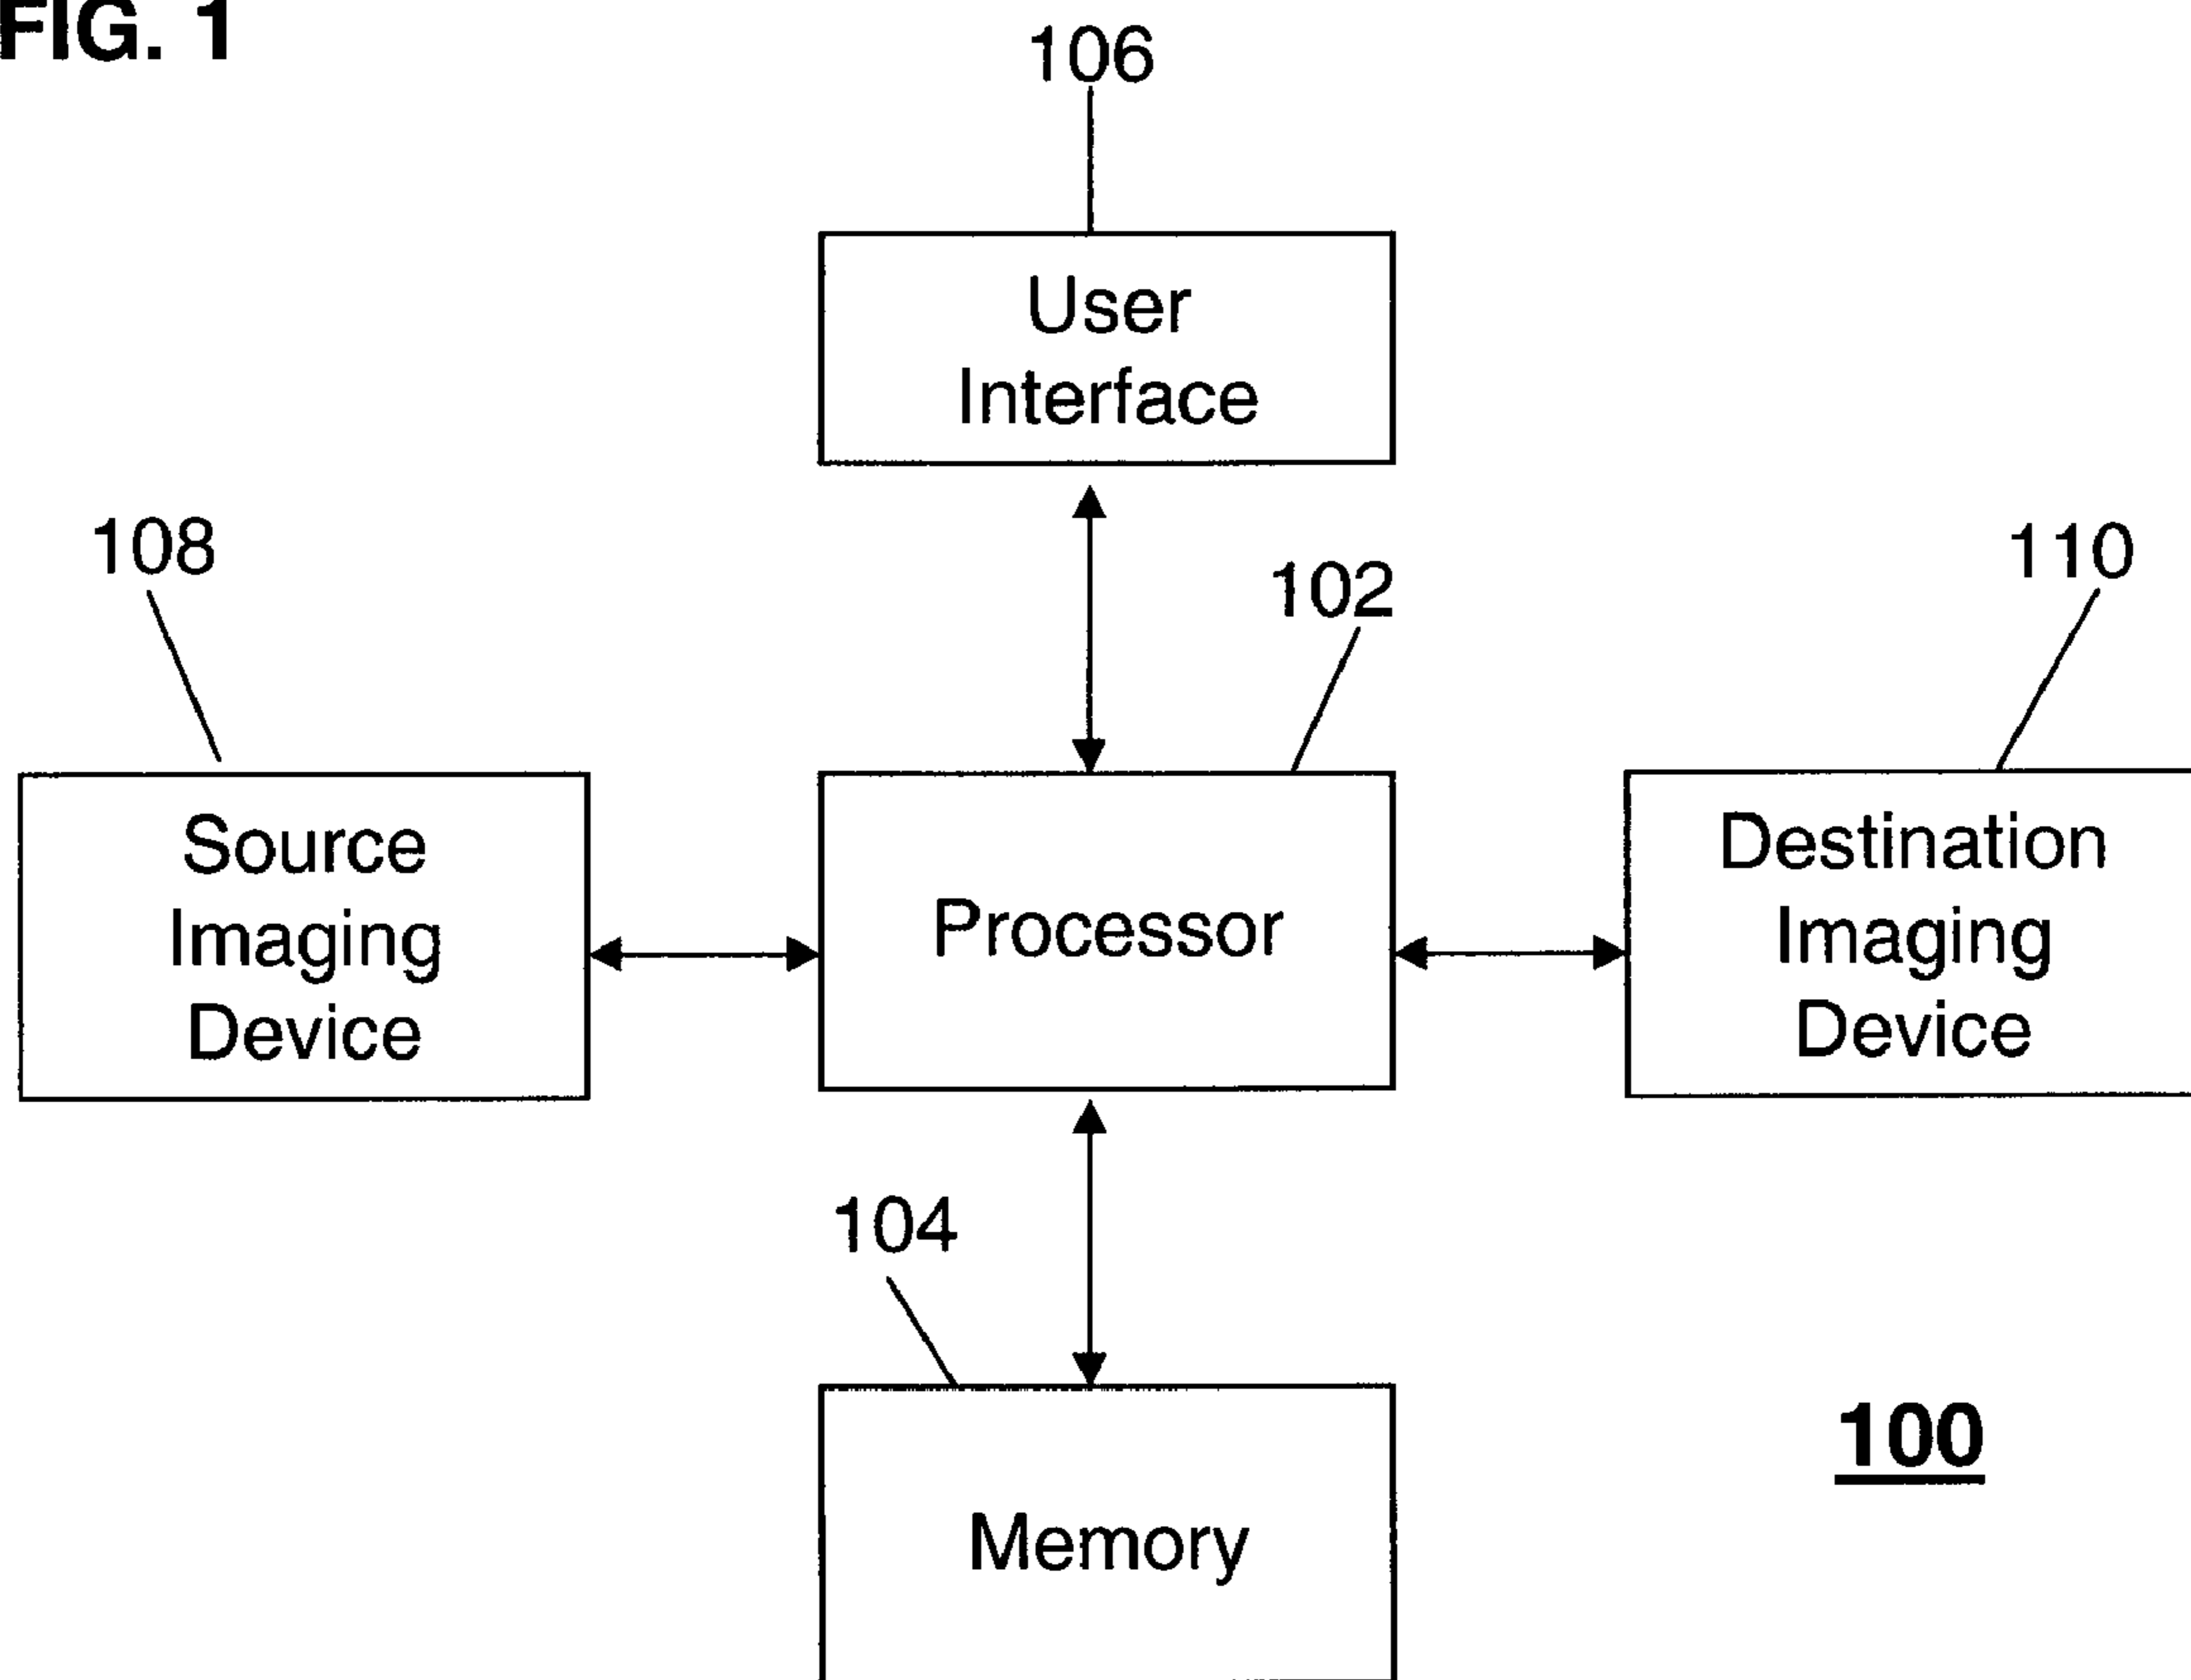 FIG. 1
106
User
Interface
108
102
110
Source
Imaging
Device
Processor
Destination
Imaging
Device
104
Memory
100